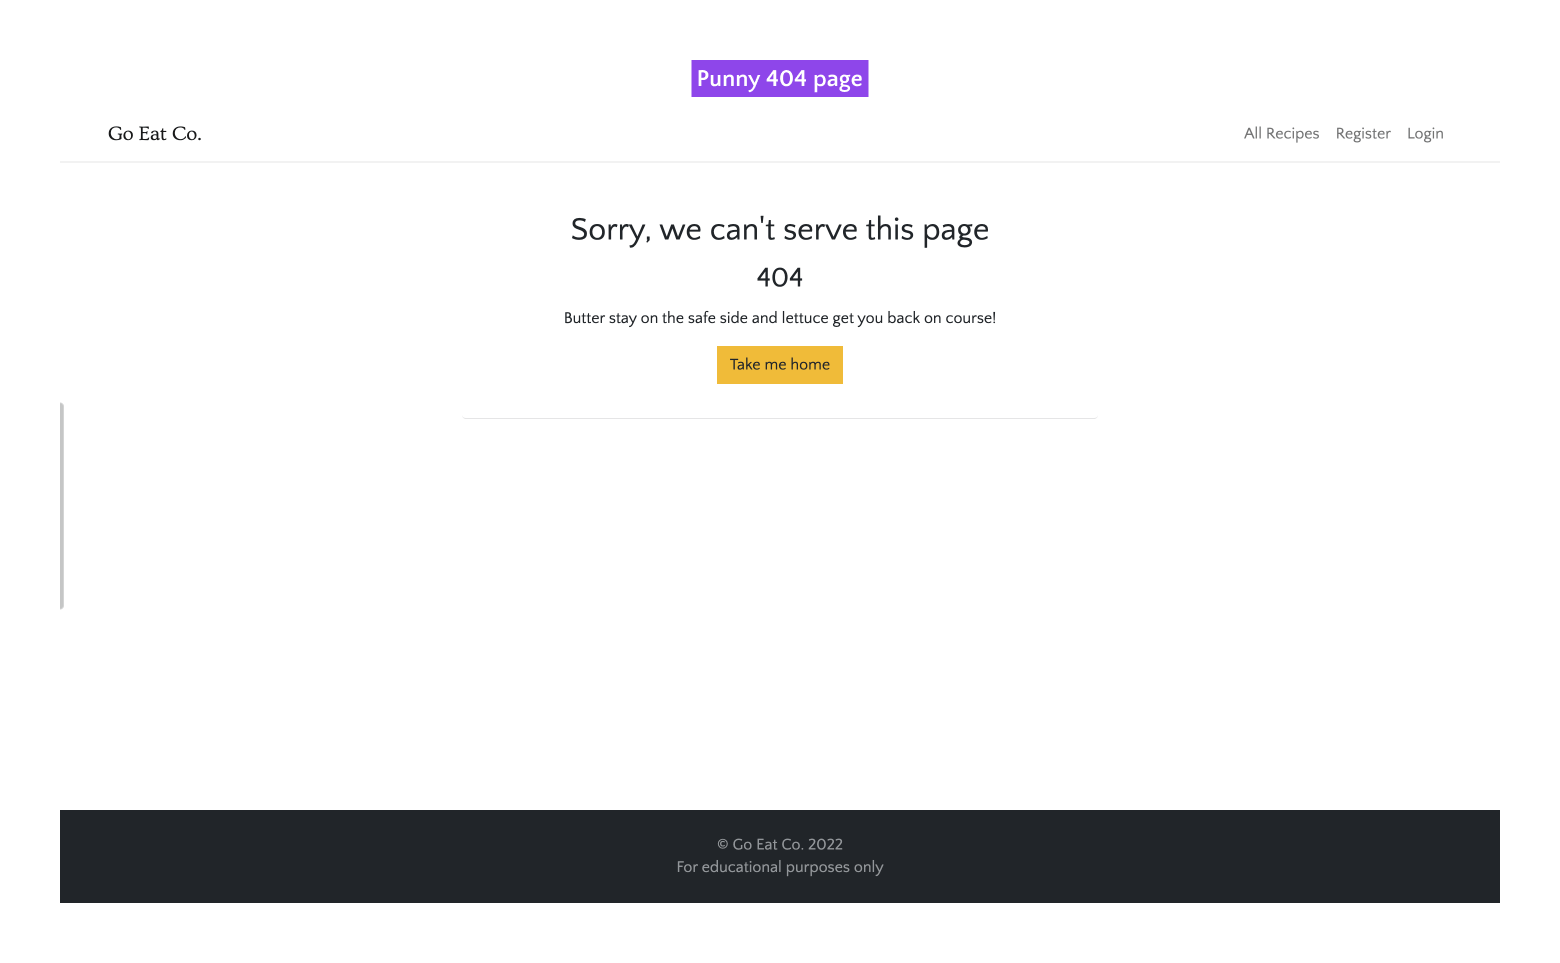 Punny 404 page
Go Eat Co.
All Recipes Register Login
Sorry, we can't serve this page
404
Butter stay on the safe side and lettuce get you back on course!
Take me home
© Go Eat Co. 2022
For educational purposes only